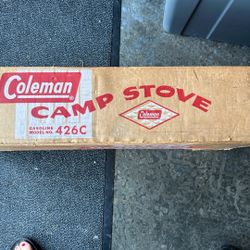 Coleman
CAMP STOVE
GASOLINE
MODEL NO. 426C
Coleman